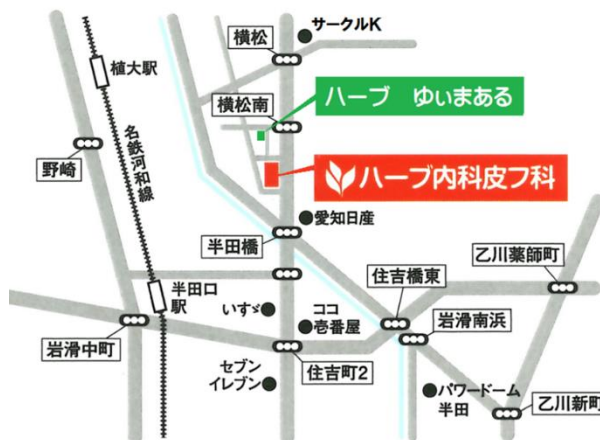 サークルK
横松
植大駅
ハーブ ゆいまある
横松南
名鉄河和線
野崎
ハーブ内科皮フ科
愛知日産
半田橋
乙川薬師町
住吉橋東
半田口
駅
いすゞ
ココ
壱番屋
岩滑南浜
岩滑中町
セブン
イレブン
住吉町2
パワードーム
半田
乙川新町